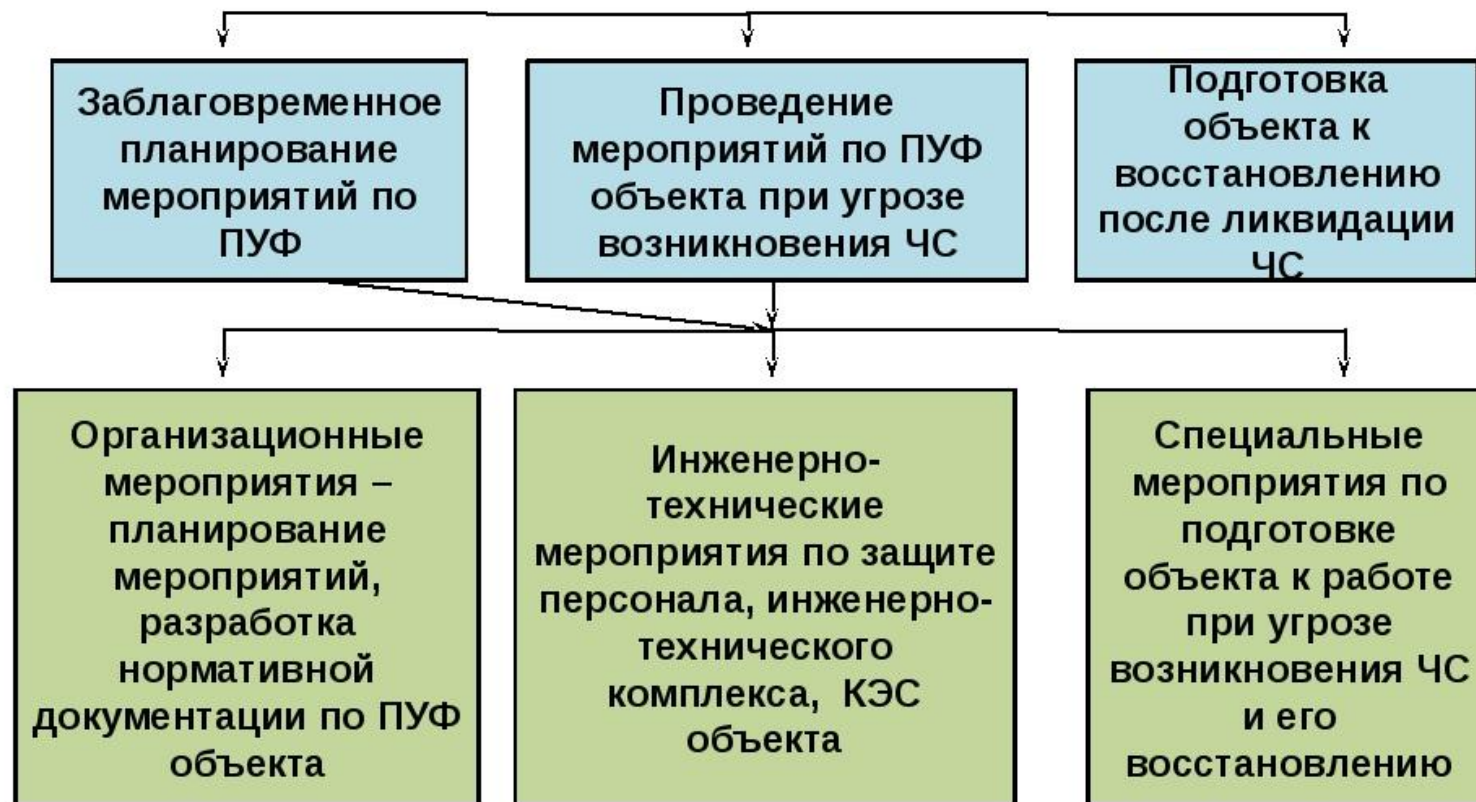 Заблаговременное
планирование
мероприятий по
ПУФ
Проведение
мероприятий по ПУФ
объекта при угрозе
возникновения ЧС
Подготовка
объекта к
восстановлению
после ликвидации
ЧС
Организационные
мероприятия –
планирование
мероприятий,
разработка
нормативной
документации по ПУФ
объекта
Инженерно-
технические
мероприятия по защите
персонала, инженерно-
технического
комплекса, КЭС
объекта
Специальные
мероприятия по
подготовке
объекта к работе
при угрозе
возникновения ЧС
и его
восстановлению